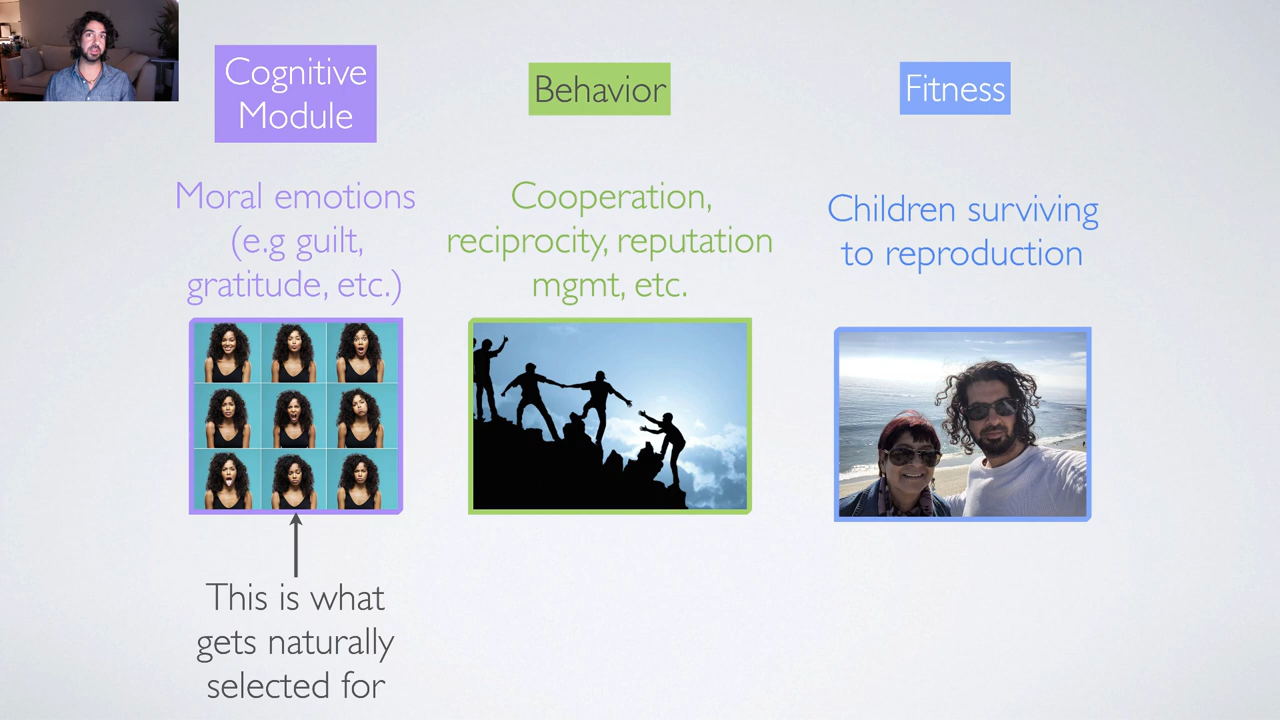 Cognitive
Module
Behavior
Fitness
Moral emotions
(e.g guilt,
gratitude, etc.)
Cooperation,
reciprocity, reputation
mgmt, etc.
Children surviving
to reproduction
This is what
gets naturally
selected for